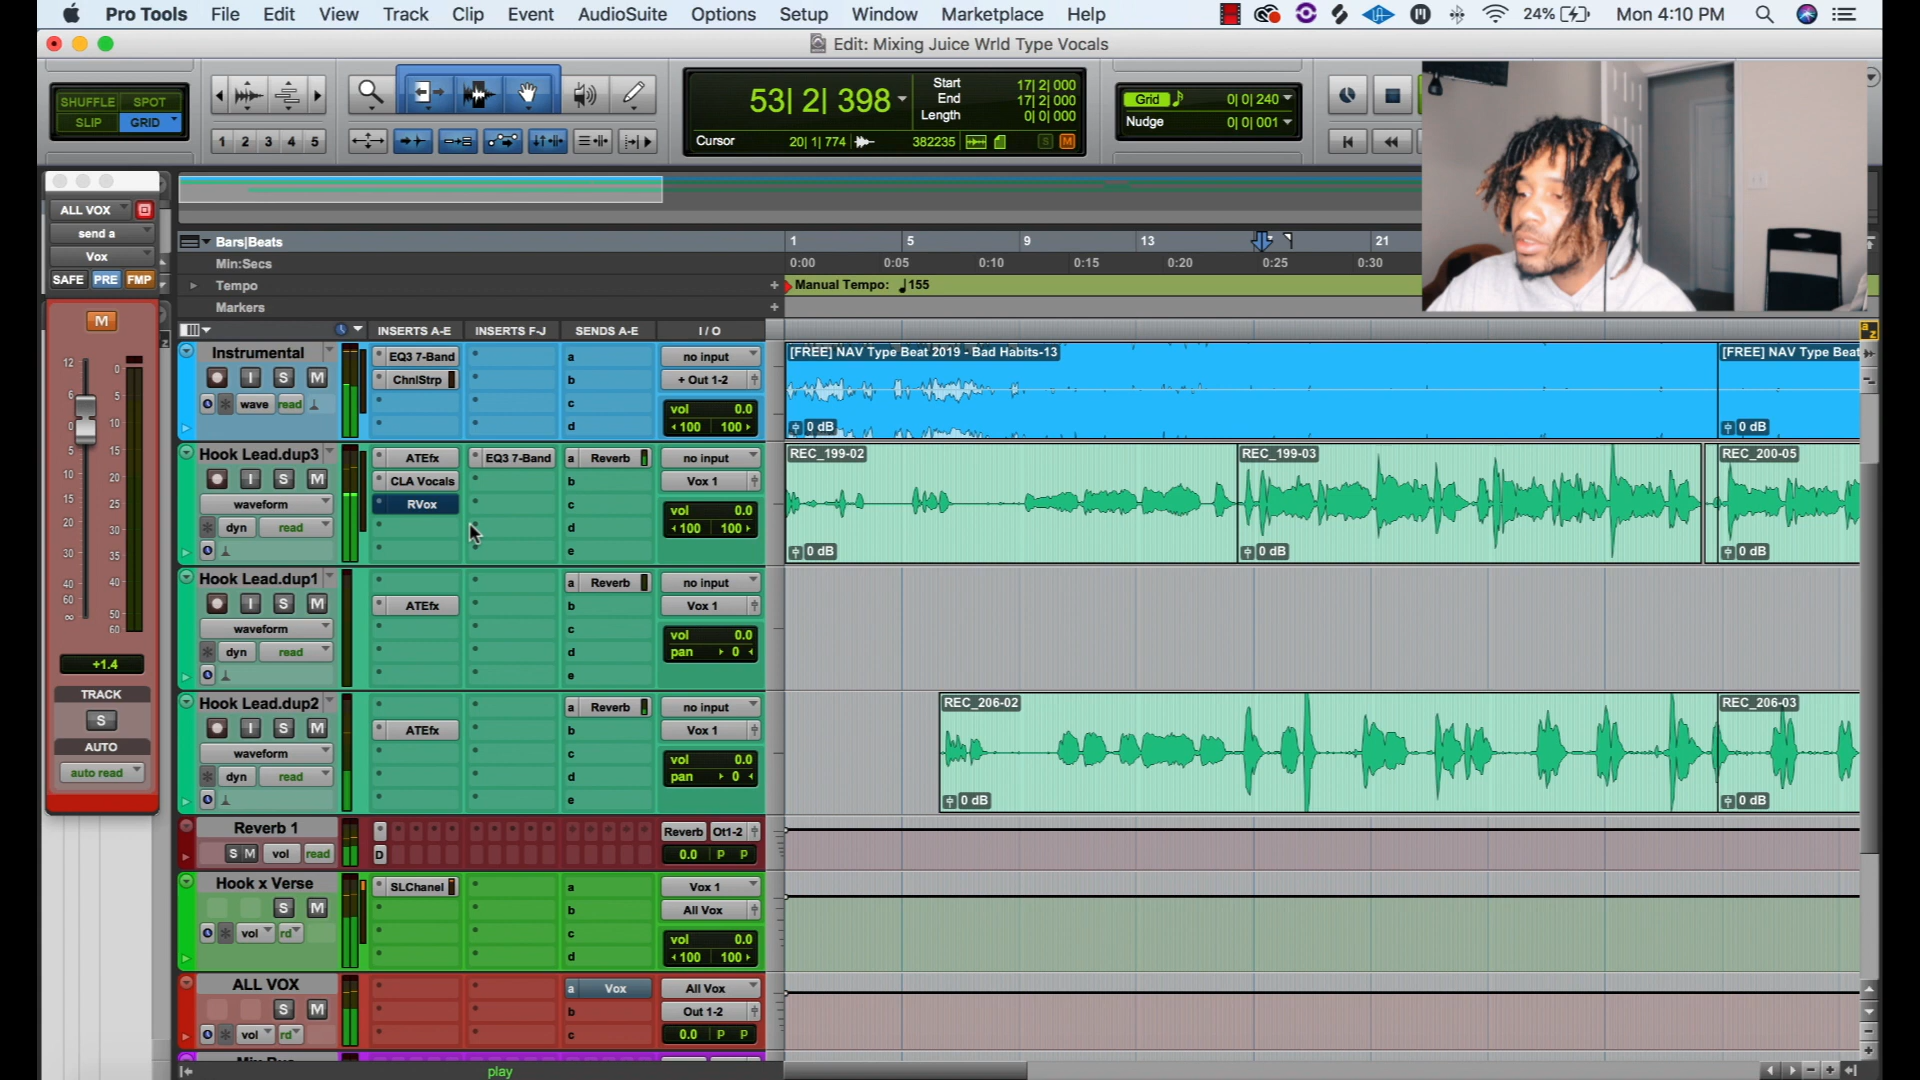 Pro Tools File Edit View Track Clip Event AudioSuite Options Setup Window Marketplace Help 24% Mon 4:10 PM
Edit: Mixing Juice Wrld Type Vocals
SHUFFLE SPOT
SLIP GRID
1 2 3 4 5
53| 2| 398
Start 17| 2| 000
End 17| 2| 000
Length 0| 0| 000
Cursor 20| 1| 774 382235 S M
Grid 0| 0| 240
Nudge 0| 0| 001
ALL VOX
send a
Vox
SAFE PRE FMP
M
12 6 0 5 10 15 20 30 40 60 ∞
0 5 10 15 20 25 30 35 40 50 60
+1.4
TRACK
S
AUTO
auto read
Bars|Beats 1 5 9 13 21
Min:Secs 0:00 0:05 0:10 0:15 0:20 0:25 0:30
Tempo + Manual Tempo: 155
Markers +
INSERTS A-E INSERTS F-J SENDS A-E I / O
Instrumental EQ3 7-Band a no input [FREE] NAV Type Beat 2019 - Bad Habits-13 [FREE] NAV Type Beat
I S M ChnlStrp b + Out 1-2
wave read c vol 0.0
d 100 100 0 dB 0 dB
Hook Lead.dup3 ATEfx EQ3 7-Band a Reverb no input REC_199-02 REC_199-03 REC_200-05
I S M CLA Vocals b Vox 1
waveform RVox c vol 0.0
dyn read d 100 100
e 0 dB 0 dB 0 dB
Hook Lead.dup1 a Reverb no input
I S M ATEfx b Vox 1
waveform c vol 0.0
dyn read d pan 0
e
Hook Lead.dup2 a Reverb no input REC_206-02 REC_206-03
I S M ATEfx b Vox 1
waveform c vol 0.0
dyn read d pan 0
e 0 dB 0 dB
Reverb 1 Reverb Ot1-2
S M vol read D 0.0 P P
Hook x Verse SLChanel a Vox 1
S M b All Vox
vol rd c vol 0.0
d 100 100
ALL VOX a Vox All Vox
S M b Out 1-2
vol rd c 0.0 P P
play